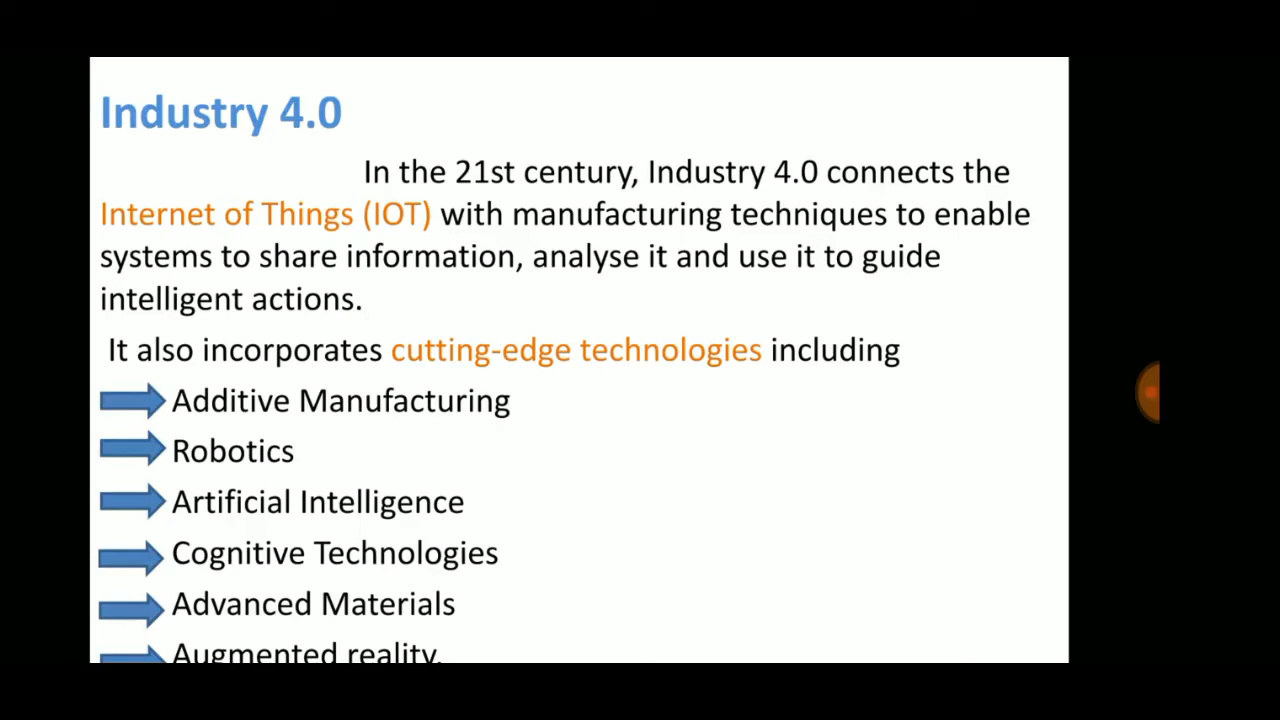 Industry 4.0
In the 21st century, Industry 4.0 connects the
Internet of Things (IOT) with manufacturing techniques to enable
systems to share information, analyse it and use it to guide
intelligent actions.
It also incorporates cutting-edge technologies including
Additive Manufacturing
Robotics
Artificial Intelligence
Cognitive Technologies
Advanced Materials
Augmented reality.